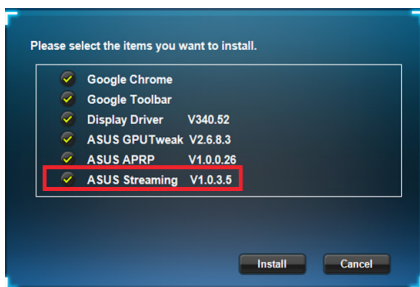 Please select the items you want to install.
Google Chrome
Google Toolbar
Display Driver V340.52
ASUS GPUTweak V2.6.8.3
ASUS APRP V1.0.0.26
ASUS Streaming V1.0.3.5
Install Cancel